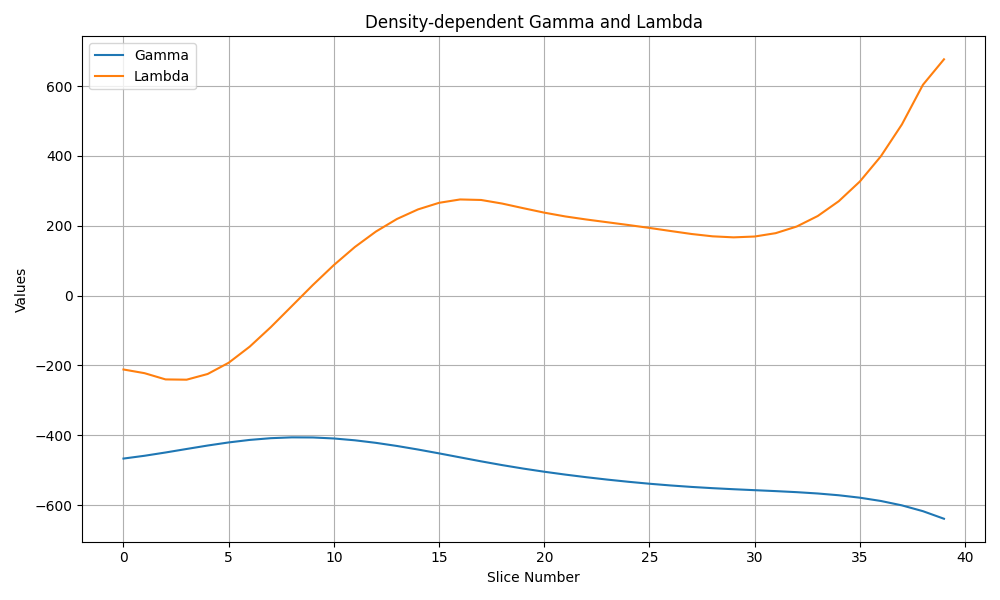 Density-dependent Gamma and Lambda
Gamma
Lambda
Values
600
400
200
0
−200
−400
−600
0 5 10 15 20 25 30 35 40
Slice Number